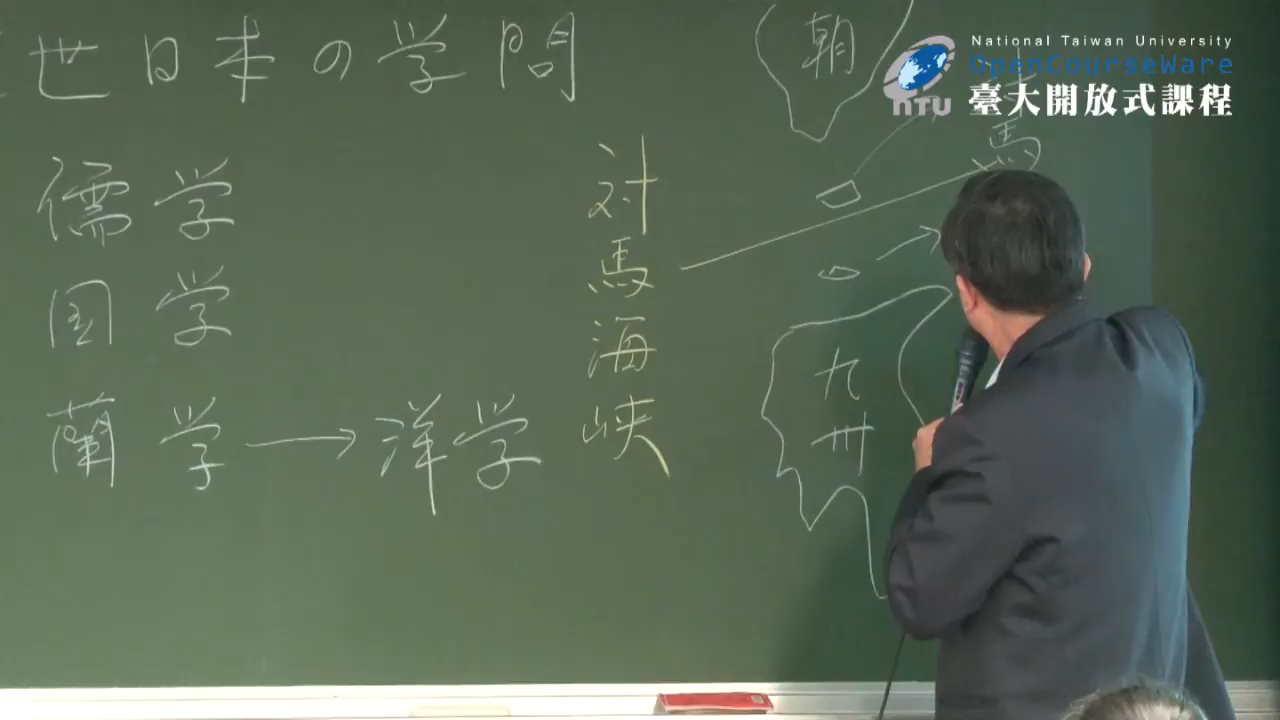 世日本の学問
儒学
国学
蘭学→洋学
対馬海峡
朝
馬
九州
National Taiwan University
OpenCourseWare
臺大開放式課程
NTU